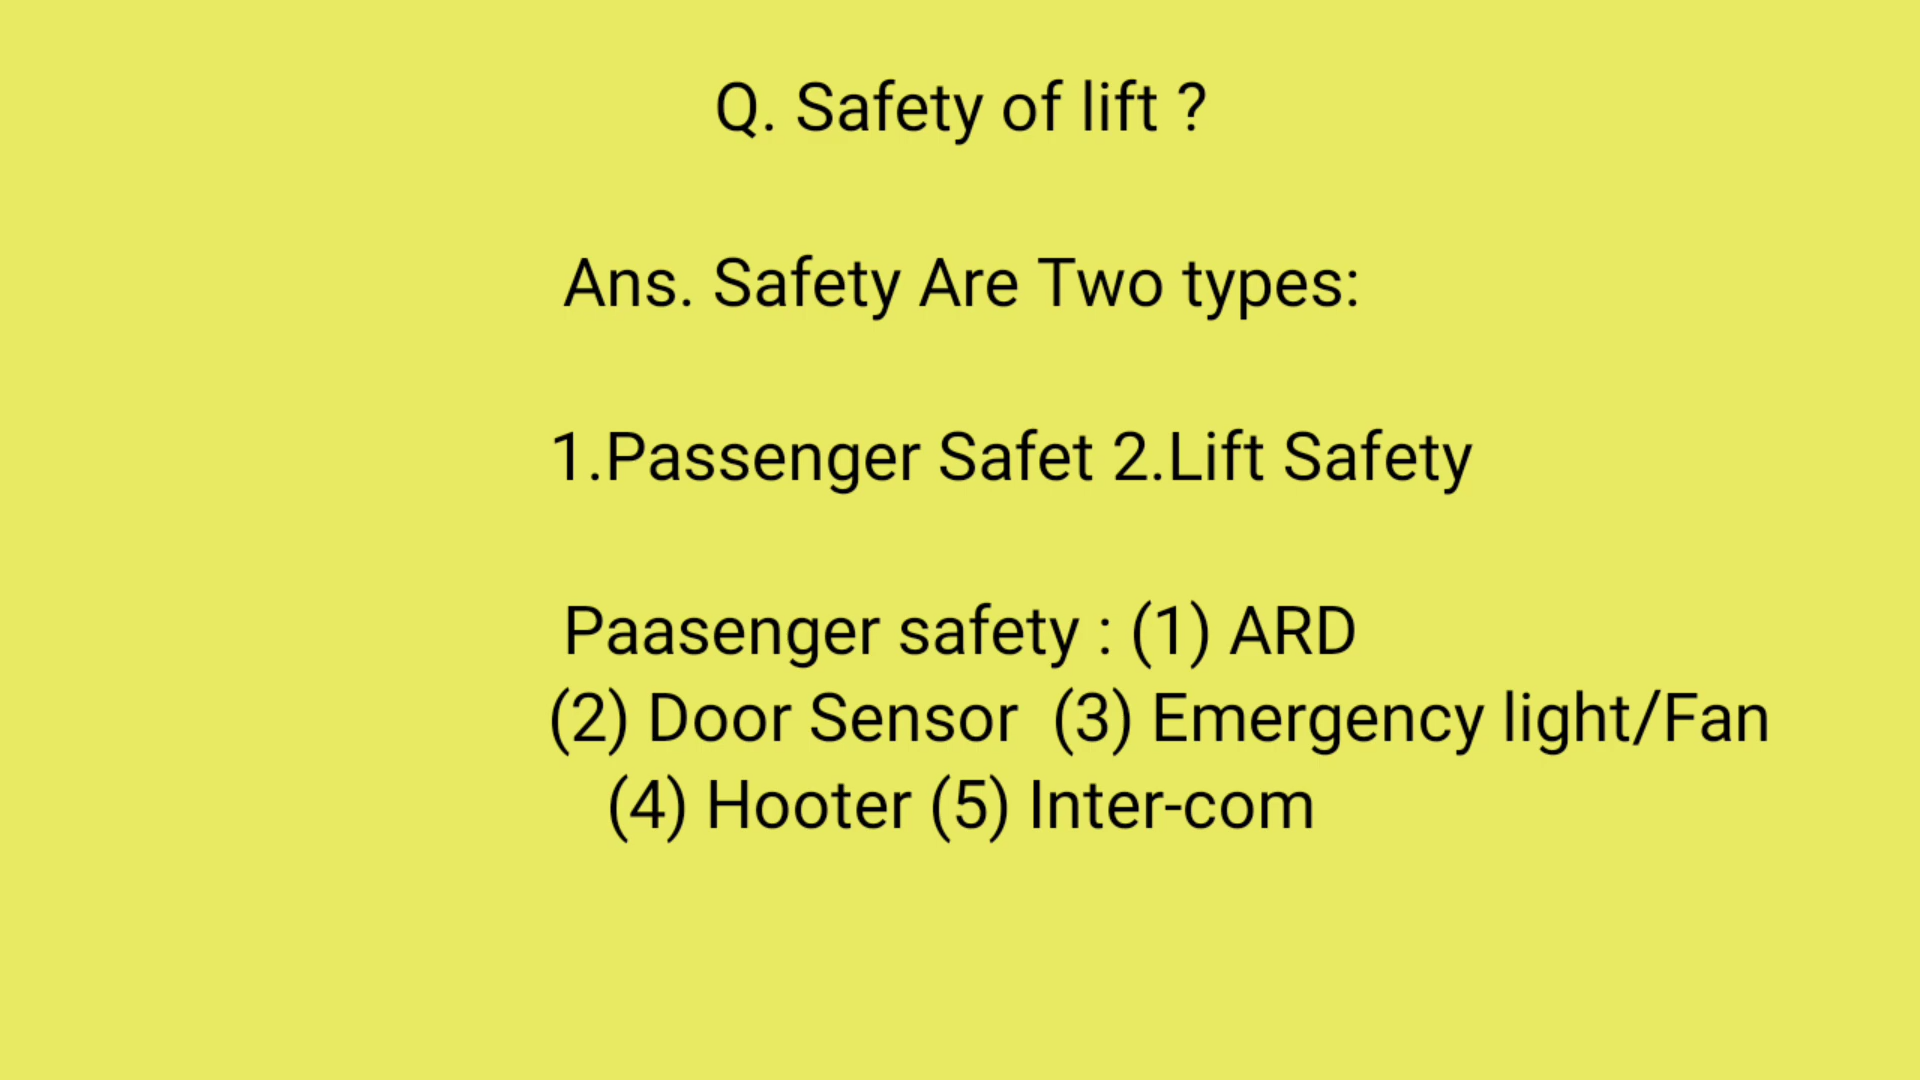 Q. Safety of lift ?
Ans. Safety Are Two types:
1.Passenger Safet 2.Lift Safety
Paasenger safety : (1) ARD
(2) Door Sensor  (3) Emergency light/Fan
(4) Hooter (5) Inter-com